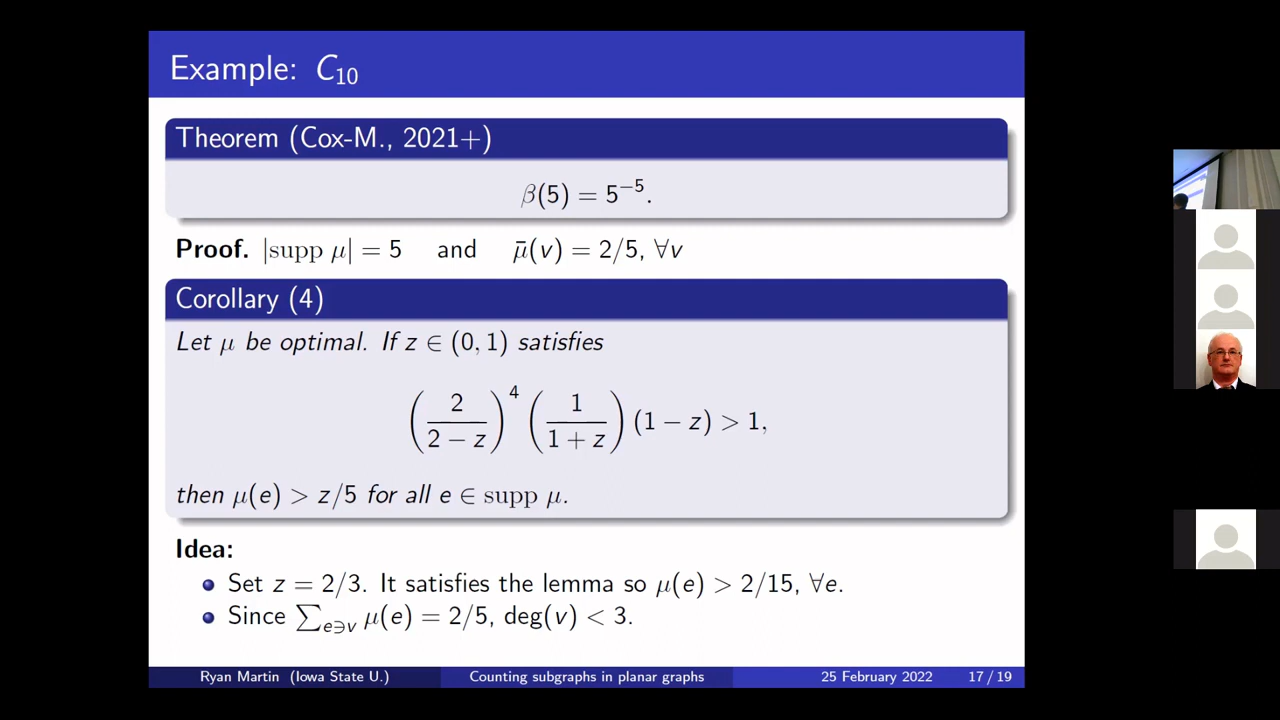 Example: C₁₀
Theorem (Cox-M., 2021+)
β(5) = 5⁻⁵.
Proof. |supp μ| = 5 and μ̄(v) = 2/5, ∀v
Corollary (4)
Let μ be optimal. If z ∈ (0, 1) satisfies
(2/(2 − z))⁴ (1/(1 + z)) (1 − z) > 1,
then μ(e) > z/5 for all e ∈ supp μ.
Idea:
Set z = 2/3. It satisfies the lemma so μ(e) > 2/15, ∀e.
Since ∑_{e∋v} μ(e) = 2/5, deg(v) < 3.
Ryan Martin (Iowa State U.) Counting subgraphs in planar graphs 25 February 2022 17 / 19